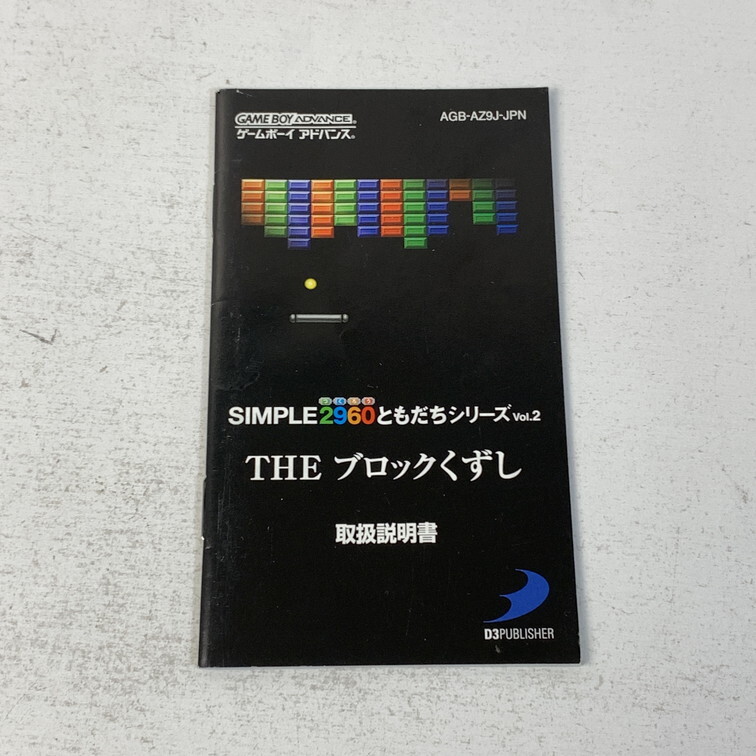 GAME BOY ADVANCE
ゲームボーイ アドバンス®
AGB-AZ9J-JPN
SIMPLE2960ともだちシリーズ Vol.2
THE ブロックくずし
取扱説明書
D3PUBLISHER